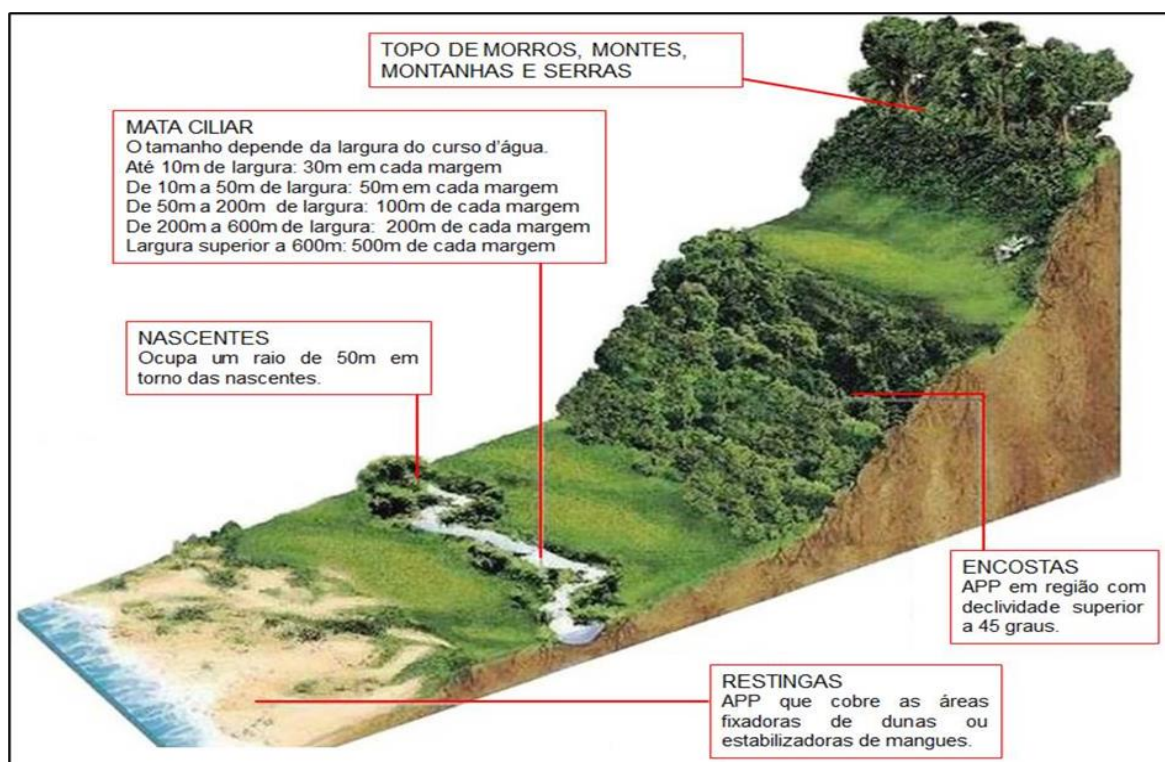 TOPO DE MORROS, MONTES,
MONTANHAS E SERRAS
MATA CILIAR
O tamanho depende da largura do curso d'água.
Até 10m de largura: 30m em cada margem
De 10m a 50m de largura: 50m em cada margem
De 50m a 200m de largura: 100m de cada margem
De 200m a 600m de largura: 200m de cada margem
Largura superior a 600m: 500m de cada margem
NASCENTES
Ocupa um raio de 50m em
torno das nascentes.
ENCOSTAS
APP em região com
declividade superior
a 45 graus.
RESTINGAS
APP que cobre as áreas
fixadoras de dunas ou
estabilizadoras de mangues.